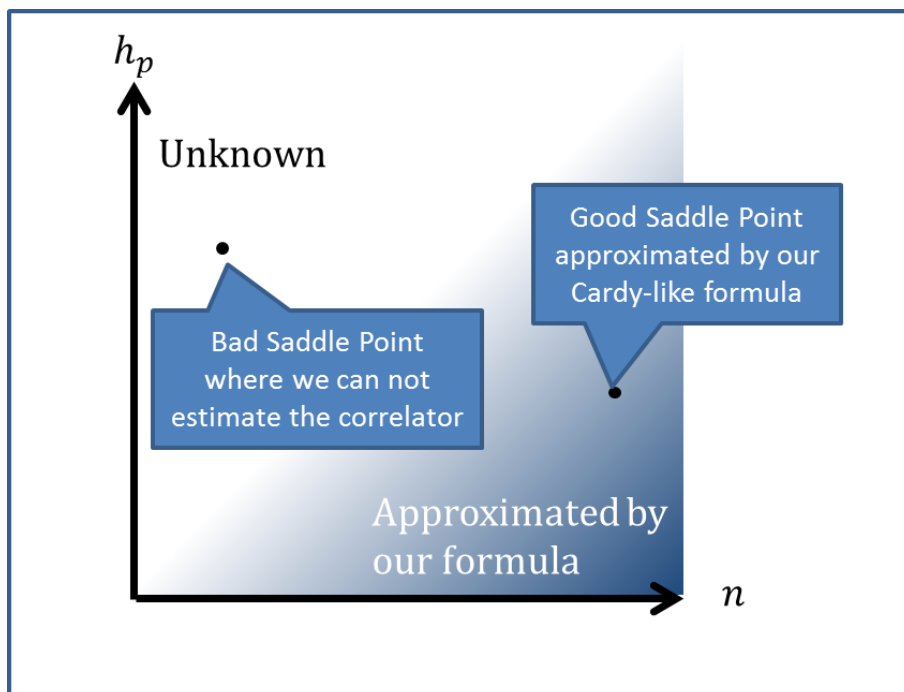 h_p
Unknown
Good Saddle Point
approximated by our
Cardy-like formula
Bad Saddle Point
where we can not
estimate the correlator
Approximated by
our formula
n